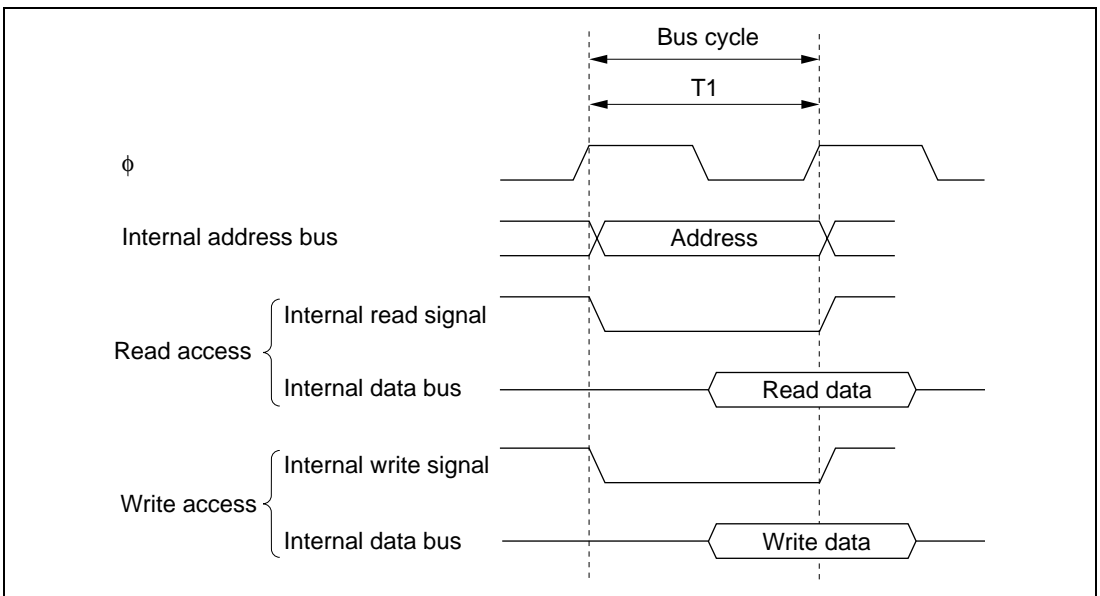 Bus cycle
T1
ϕ
Internal address bus
Address
Internal read signal
Read access
Internal data bus
Read data
Internal write signal
Write access
Internal data bus
Write data